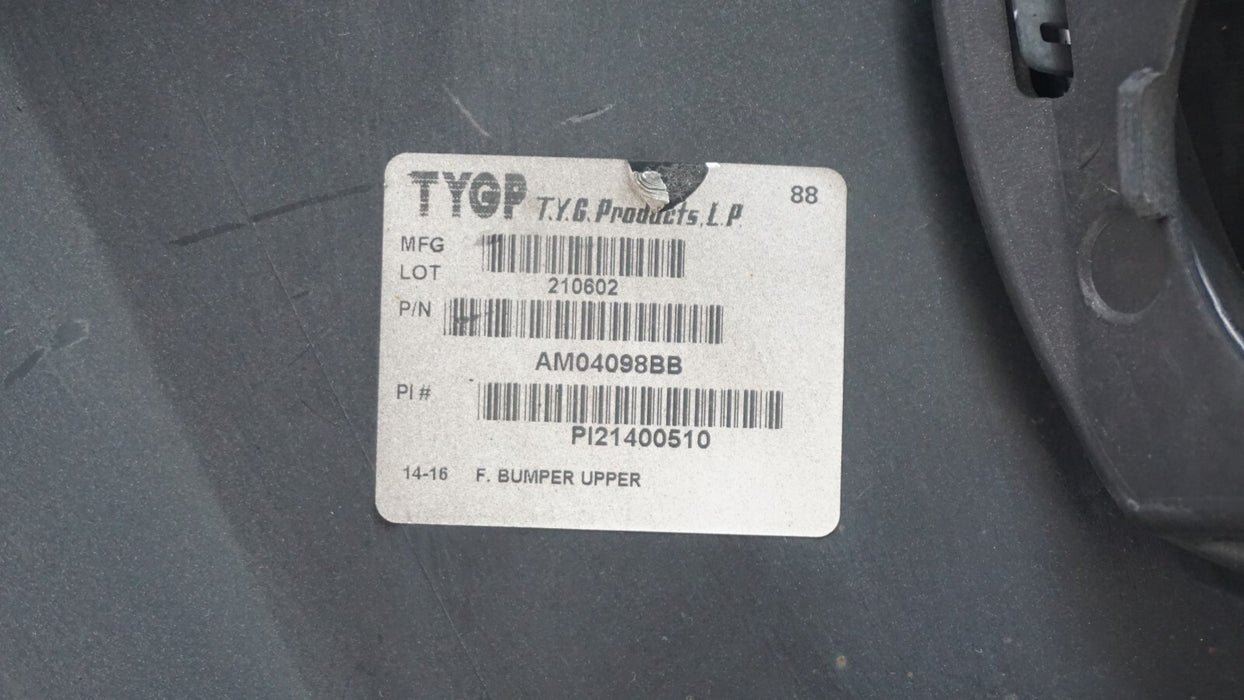 TYGP T.Y.G. Products, L.P. 88
MFG
LOT
210602
P/N
AM04098BB
PI #
PI21400510
14-16 F. BUMPER UPPER